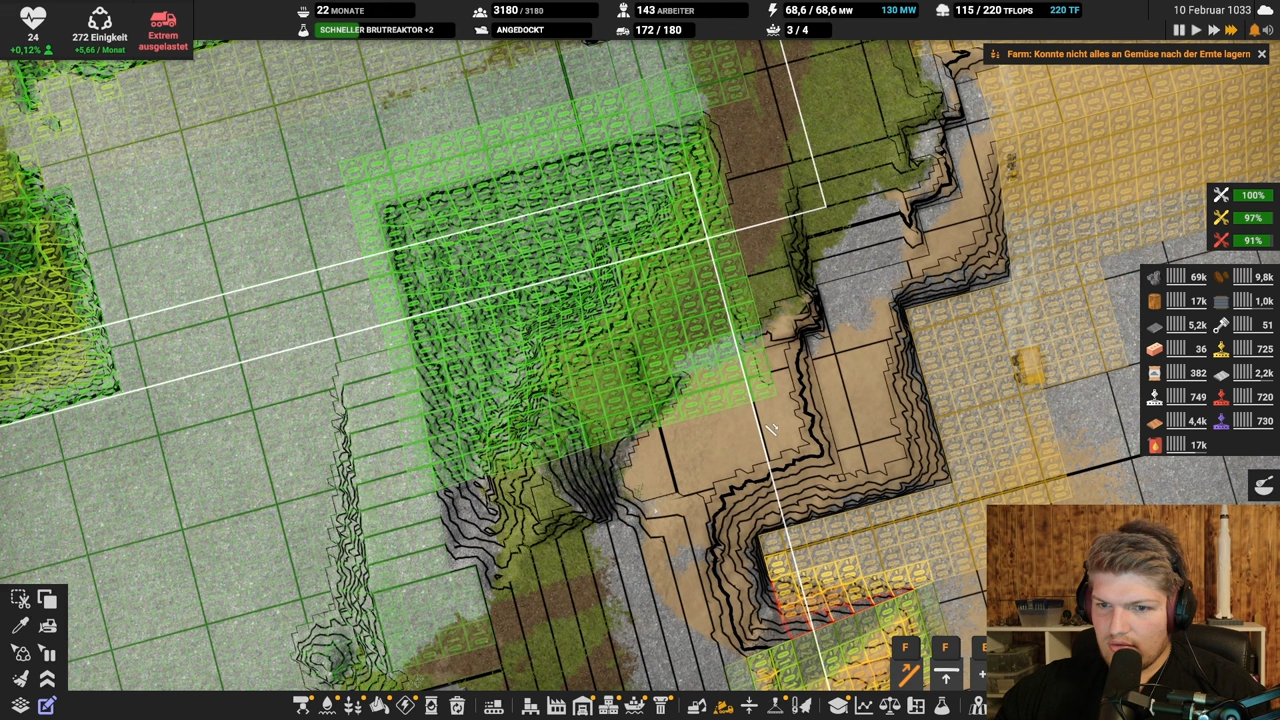 24
+0,12%
272 Einigkeit
+5,66 / Monat
Extrem
ausgelastet
22 MONATE
SCHNELLER BRUTREAKTOR +2
3180 / 3180
ANGEDOCKT
143 ARBEITER
172 / 180
68,6 / 68,6 MW 130 MW
3 / 4
115 / 220 TFLOPS 220 TF
10 Februar 1033
Farm: Konnte nicht alles an Gemüse nach der Ernte lagern
100%
97%
91%
69k 9,8k
17k 1,0k
5,2k 51
36 725
382 2,2k
749 720
4,4k 730
17k
F F